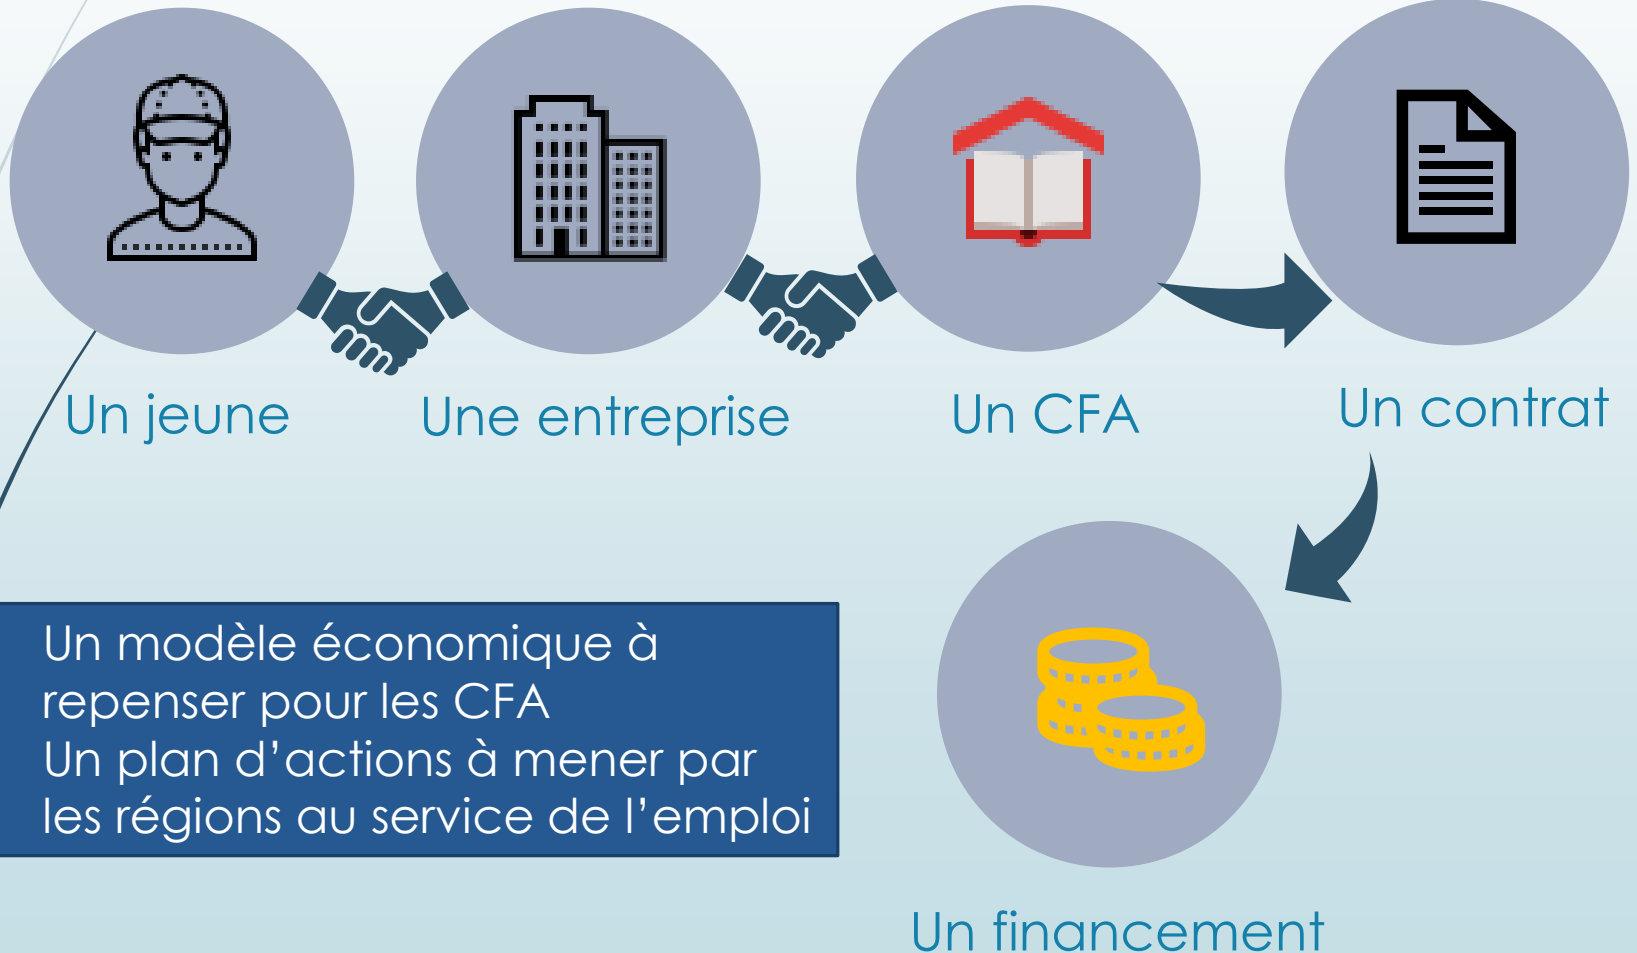 Un jeune
Une entreprise
Un CFA
Un contrat
Un modèle économique à
repenser pour les CFA
Un plan d’actions à mener par
les régions au service de l’emploi
Un financement